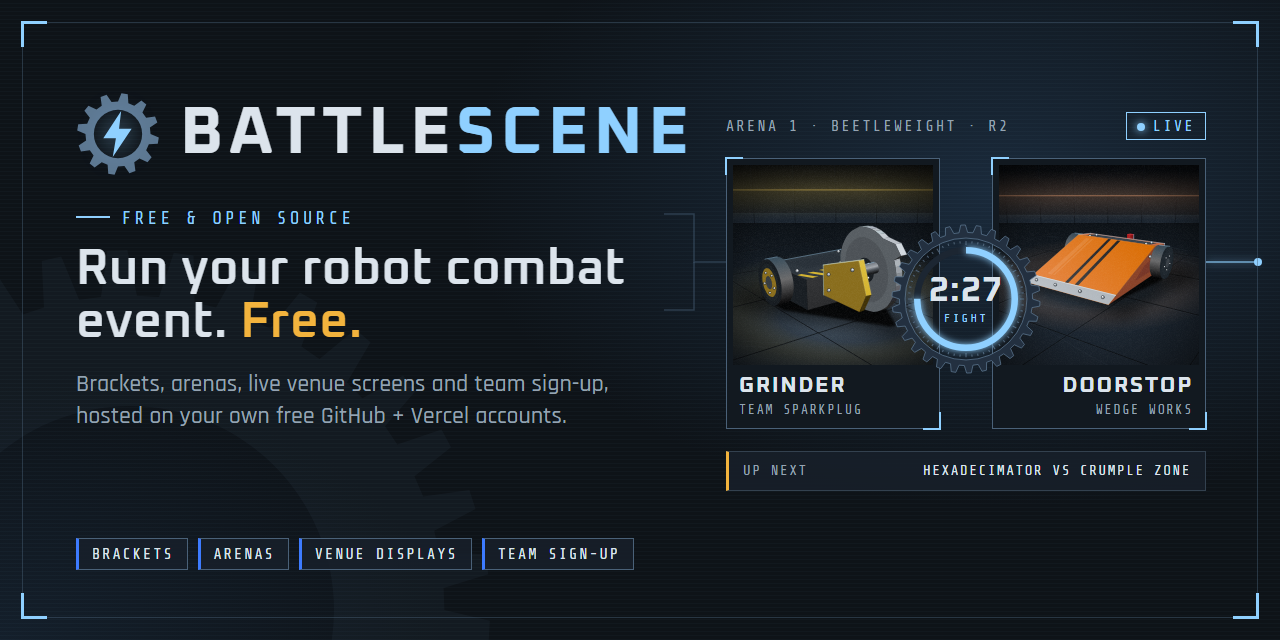 BATTLESCENE
FREE & OPEN SOURCE
Run your robot combat
event. Free.
Brackets, arenas, live venue screens and team sign-up,
hosted on your own free GitHub + Vercel accounts.
BRACKETS
ARENAS
VENUE DISPLAYS
TEAM SIGN-UP
ARENA 1 · BEETLEWEIGHT · R2
LIVE
2:27
FIGHT
GRINDER
TEAM SPARKPLUG
DOORSTOP
WEDGE WORKS
UP NEXT
HEXADECIMATOR VS CRUMPLE ZONE